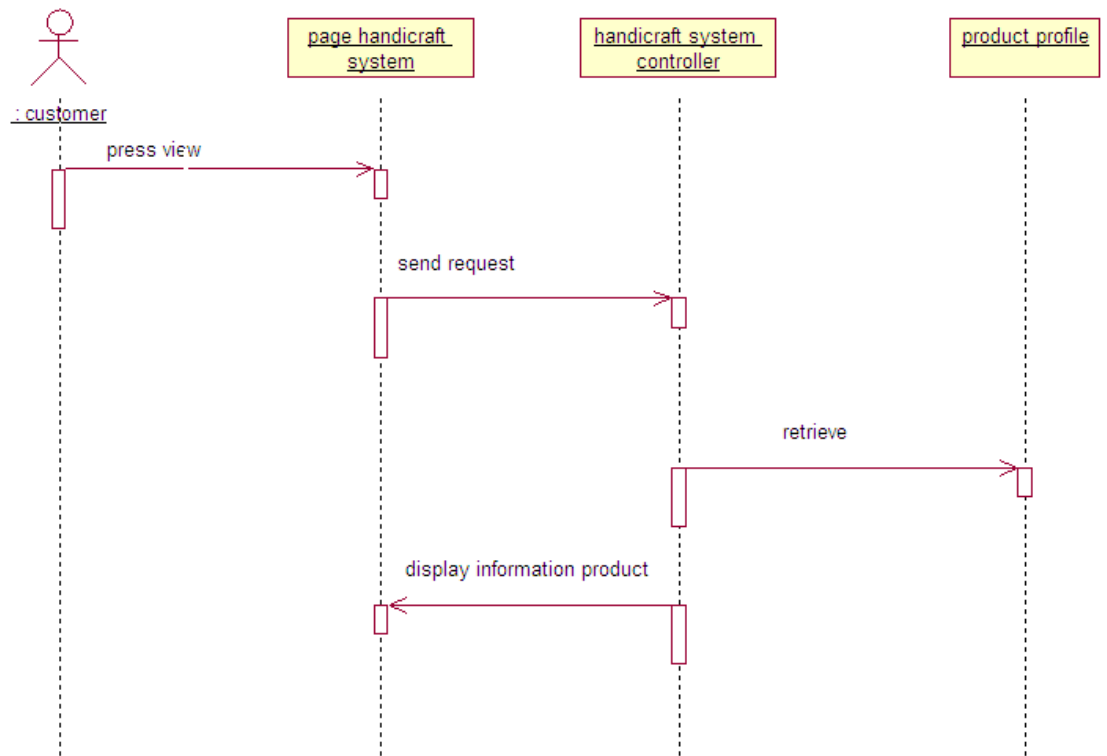 page handicraft
system
handicraft system
controller
product profile
: customer
press view
send request
retrieve
display information product